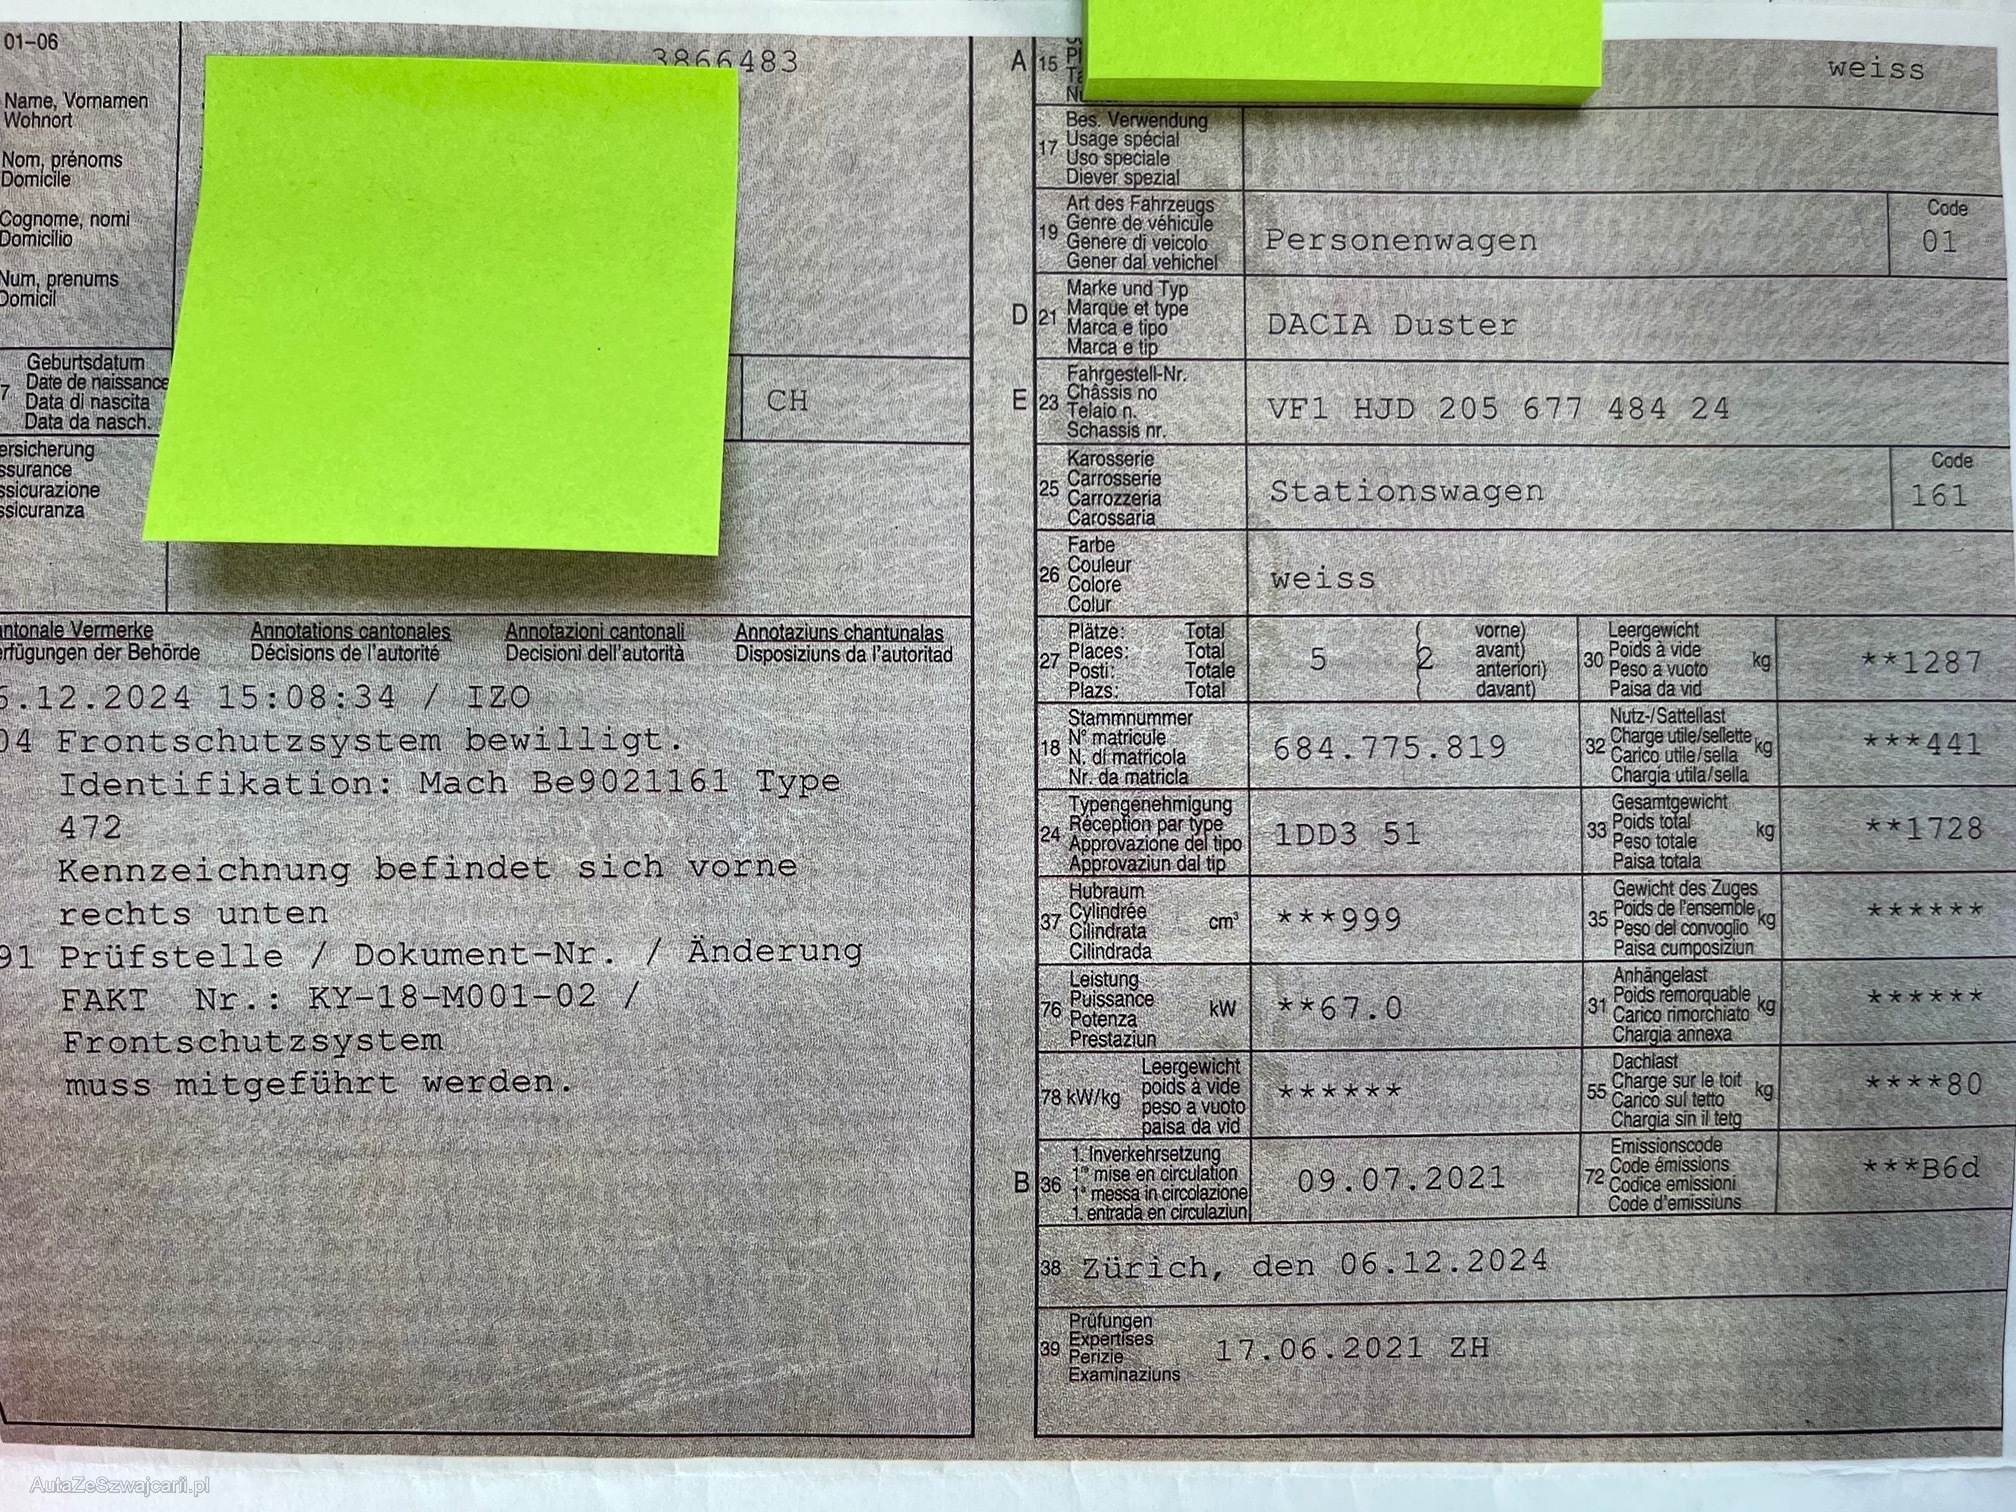 01-06
3866483
Name, Vornamen
Wohnort
Nom, prénoms
Domicile
Cognome, nomi
Domicilio
Num, prenums
Domicil
7
Geburtsdatum
Date de naissance
Data di nascita
Data da nasch.
CH
ersicherung
ssurance
ssicurazione
ssicuranza
antonale Vermerke Annotations cantonales Annotazioni cantonali Annotaziuns chantunalas
erfügungen der Behörde Décisions de l'autorité Decisioni dell'autorità Disposiziuns da l'autoritad
6.12.2024 15:08:34 / IZO
04 Frontschutzsystem bewilligt.
Identifikation: Mach Be9021161 Type
472
Kennzeichnung befindet sich vorne
rechts unten
91 Prüfstelle / Dokument-Nr. / Änderung
FAKT Nr.: KY-18-M001-02 /
Frontschutzsystem
muss mitgeführt werden.
A 15
weiss
17
Bes. Verwendung
Usage spécial
Uso speciale
Diever spezial
19
Art des Fahrzeugs
Genre de véhicule
Genere di veicolo
Gener dal vehichel
Personenwagen
Code
01
D 21
Marke und Typ
Marque et type
Marca e tipo
Marca e tip
DACIA Duster
E 23
Fahrgestell-Nr.
Châssis no
Telaio n.
Schassis nr.
VF1 HJD 205 677 484 24
25
Karosserie
Carrosserie
Carrozzeria
Carossaria
Stationswagen
Code
161
26
Farbe
Couleur
Colore
Colur
weiss
27
Plätze: Total
Places: Total
Posti: Totale
Plazs: Total
5 ( 2 vorne)
avant)
anteriori)
davant)
30
Leergewicht
Poids à vide
Peso a vuoto
Paisa da vid
kg
**1287
18
Stammnummer
N° matricule
N. di matricola
Nr. da matricla
684.775.819
32
Nutz-/Sattellast
Charge utile/sellette
Carico utile/sella
Chargia utila/sella
kg
***441
24
Typengenehmigung
Réception par type
Approvazione del tipo
Approvaziun dal tip
1DD3 51
33
Gesamtgewicht
Poids total
Peso totale
Paisa totala
kg
**1728
37
Hubraum
Cylindrée
Cilindrata
Cilindrada
cm³
***999
35
Gewicht des Zuges
Poids de l'ensemble
Peso del convoglio
Paisa cumposiziun
kg
******
76
Leistung
Puissance
Potenza
Prestaziun
kW
**67.0
31
Anhängelast
Poids remorquable
Carico rimorchiato
Chargia annexa
kg
******
78 kW/kg
Leergewicht
poids à vide
peso a vuoto
paisa da vid
******
55
Dachlast
Charge sur le toit
Carico sul tetto
Chargia sin il tetg
kg
****80
B 36
1. Inverkehrsetzung
1re mise en circulation
1a messa in circolazione
1. entrada en circulaziun
09.07.2021
72
Emissionscode
Code émissions
Codice emissioni
Code d'emissiuns
***B6d
38 Zürich, den 06.12.2024
39
Prüfungen
Expertises
Perizie
Examinaziuns
17.06.2021 ZH
AutaZeSzwajcarii.pl